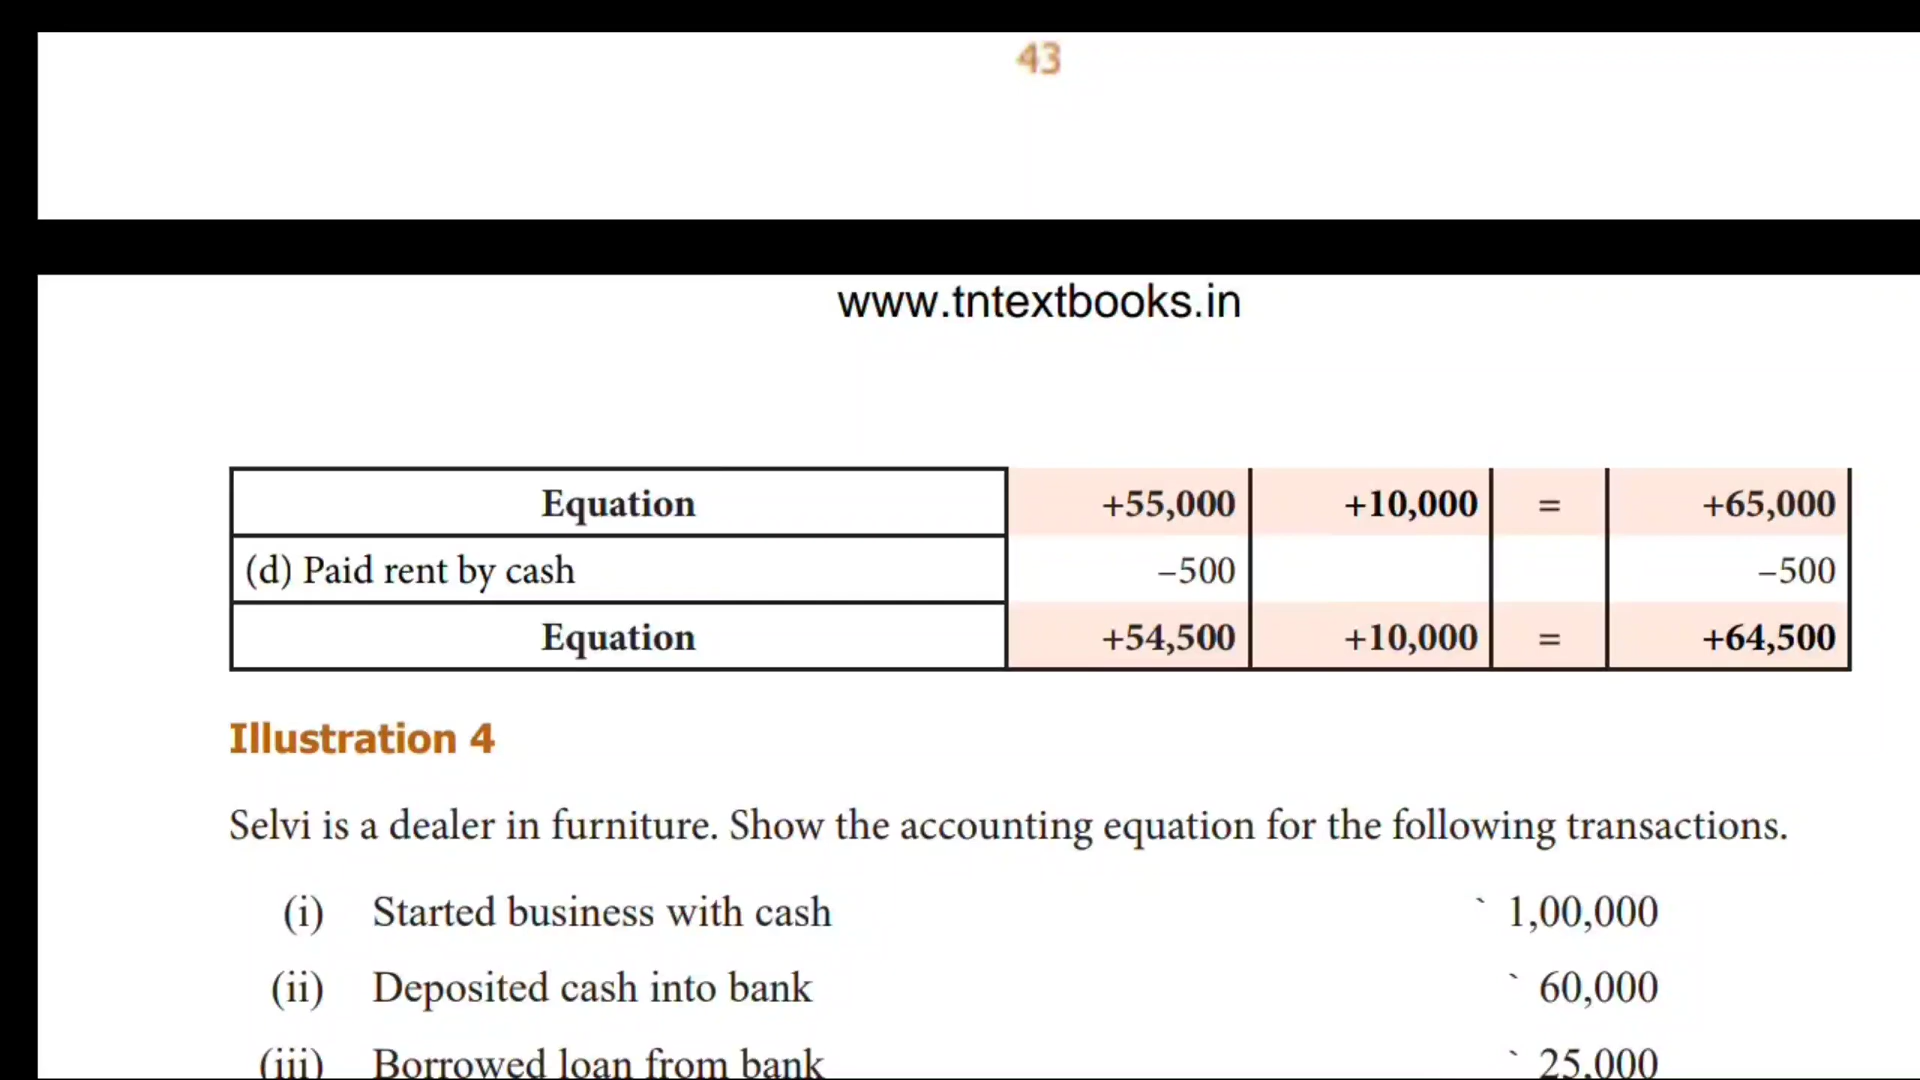 43
www.tntextbooks.in
Equation +55,000 +10,000 = +65,000
(d) Paid rent by cash –500 –500
Equation +54,500 +10,000 = +64,500
Illustration 4
Selvi is a dealer in furniture. Show the accounting equation for the following transactions.
(i) Started business with cash ` 1,00,000
(ii) Deposited cash into bank ` 60,000
(iii) Borrowed loan from bank ` 25,000